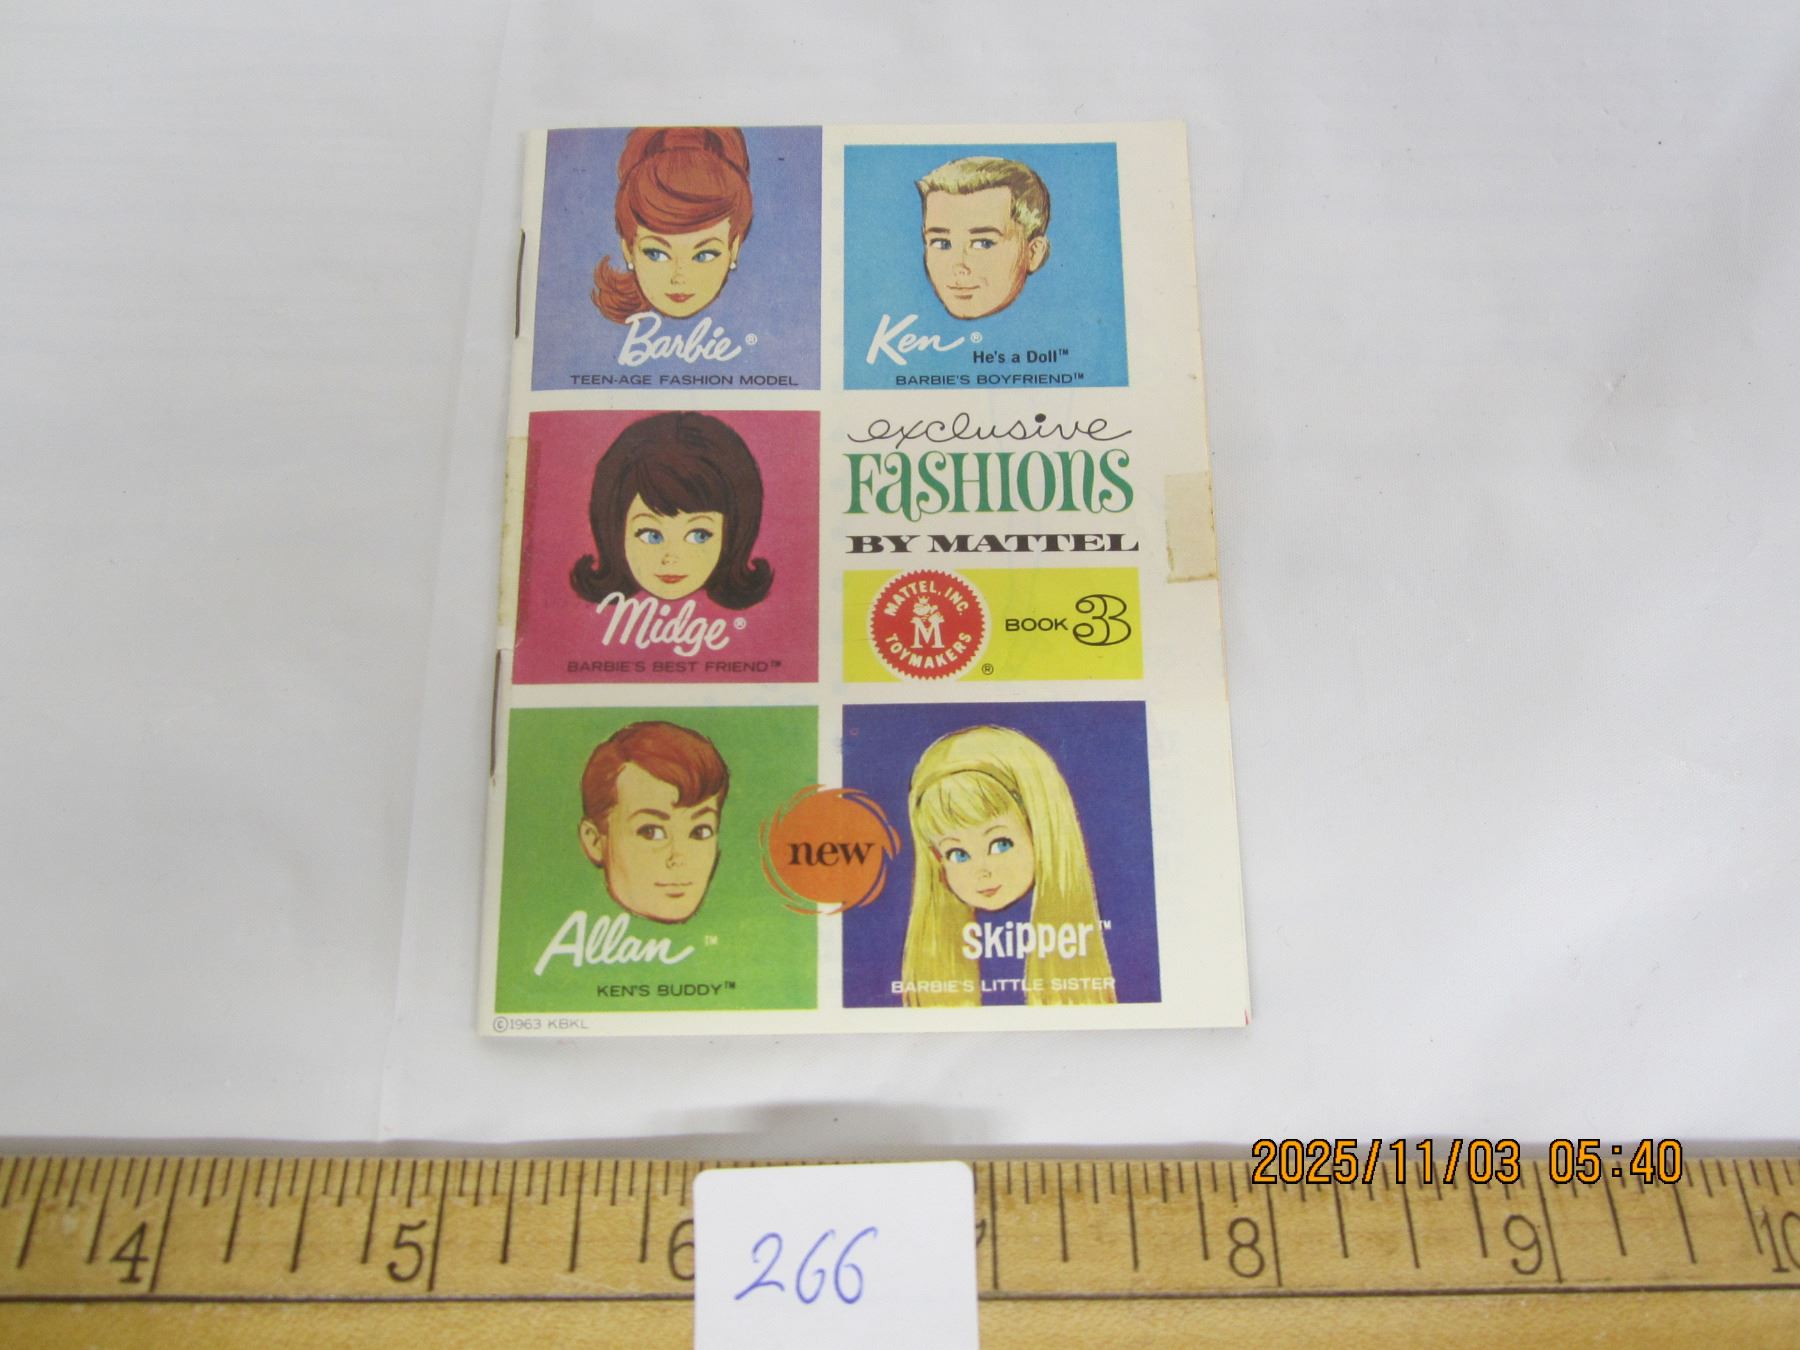 Barbie®
TEEN-AGE FASHION MODEL
Ken®
He's a Doll™
BARBIE'S BOYFRIEND™
Midge®
BARBIE'S BEST FRIEND™
exclusive
FASHIONS
BY MATTEL
MATTEL, INC.
M
TOYMAKERS
®
BOOK 3
Allan™
KEN'S BUDDY™
new
Skipper™
BARBIE'S LITTLE SISTER
©1963 KBKL
2025/11/03 05:40
4 5 6 7 8 9 10
266